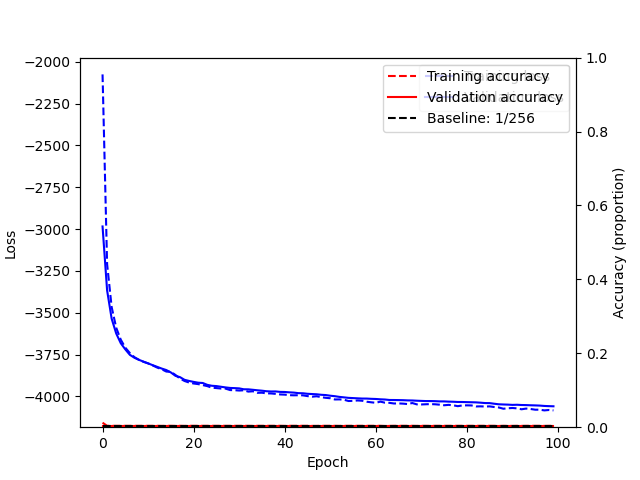 Training accuracy
Validation accuracy
Baseline: 1/256
−2000
−2250
−2500
−2750
−3000
−3250
−3500
−3750
−4000
Loss
1.0
0.8
0.6
0.4
0.2
0.0
Accuracy (proportion)
0 20 40 60 80 100
Epoch